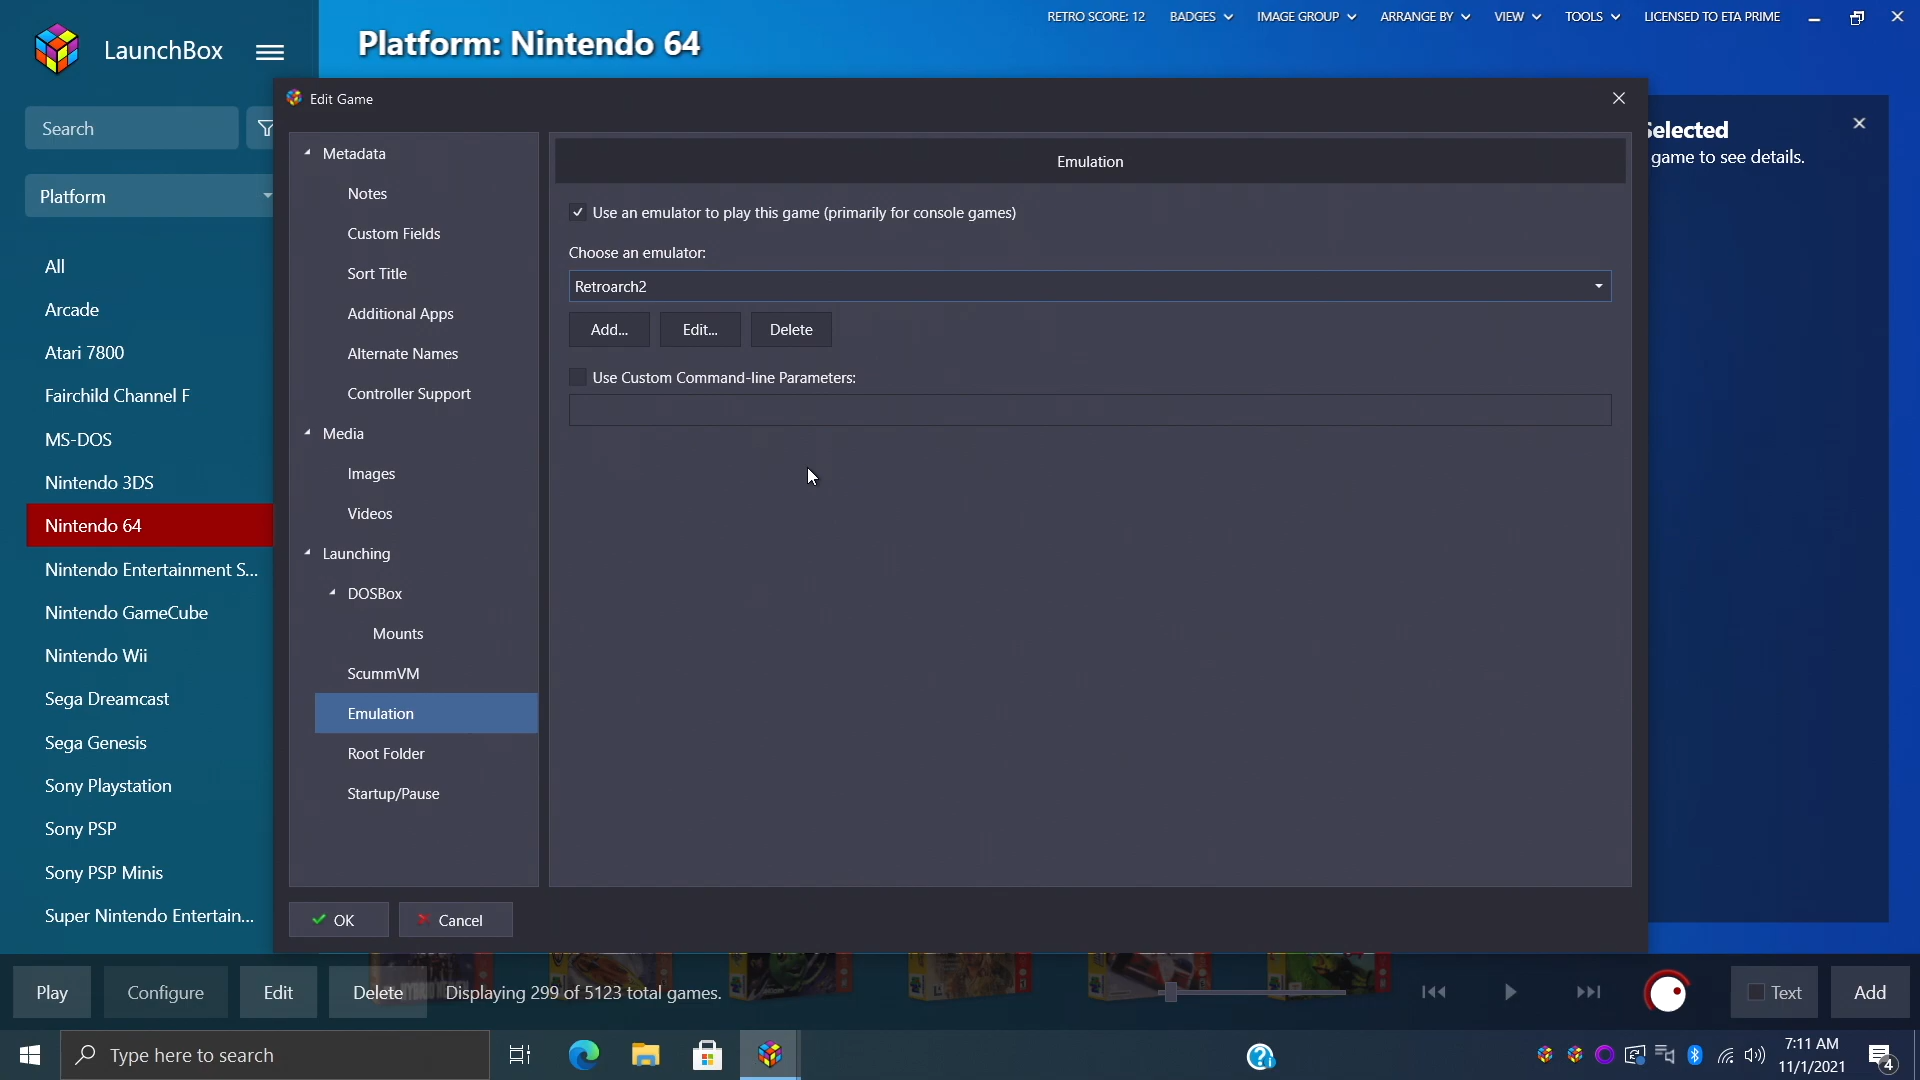 RETRO SCORE: 12 BADGES IMAGE GROUP ARRANGE BY VIEW TOOLS LICENSED TO ETA PRIME
LaunchBox
Platform: Nintendo 64
Edit Game
Search
Platform
All
Arcade
Atari 7800
Fairchild Channel F
MS-DOS
Nintendo 3DS
Nintendo 64
Nintendo Entertainment S...
Nintendo GameCube
Nintendo Wii
Sega Dreamcast
Sega Genesis
Sony Playstation
Sony PSP
Sony PSP Minis
Super Nintendo Entertain...
Metadata
Notes
Custom Fields
Sort Title
Additional Apps
Alternate Names
Controller Support
Media
Images
Videos
Launching
DOSBox
Mounts
ScummVM
Emulation
Root Folder
Startup/Pause
Emulation
Use an emulator to play this game (primarily for console games)
Choose an emulator:
Retroarch2
Add... Edit... Delete
Use Custom Command-line Parameters:
OK Cancel
Selected
game to see details.
Play Configure Edit Delete Displaying 299 of 5123 total games. Text Add
Type here to search
7:11 AM
11/1/2021
4